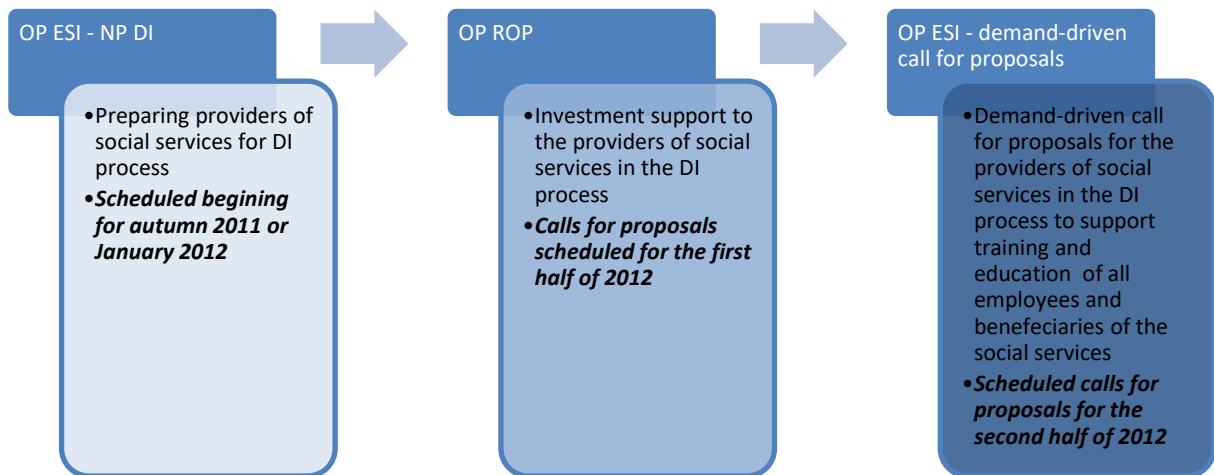 OP ESI - NP DI
•Preparing providers of
social services for DI
process
•Scheduled begining
for autumn 2011 or
January 2012
OP ROP
•Investment support to
the providers of social
services in the DI
process
•Calls for proposals
scheduled for the first
half of 2012
OP ESI - demand-driven
call for proposals
•Demand-driven call
for proposals for the
providers of social
services in the DI
process to support
training and
education of all
employees and
benefeciaries of the
social services
•Scheduled calls for
proposals for the
second half of 2012